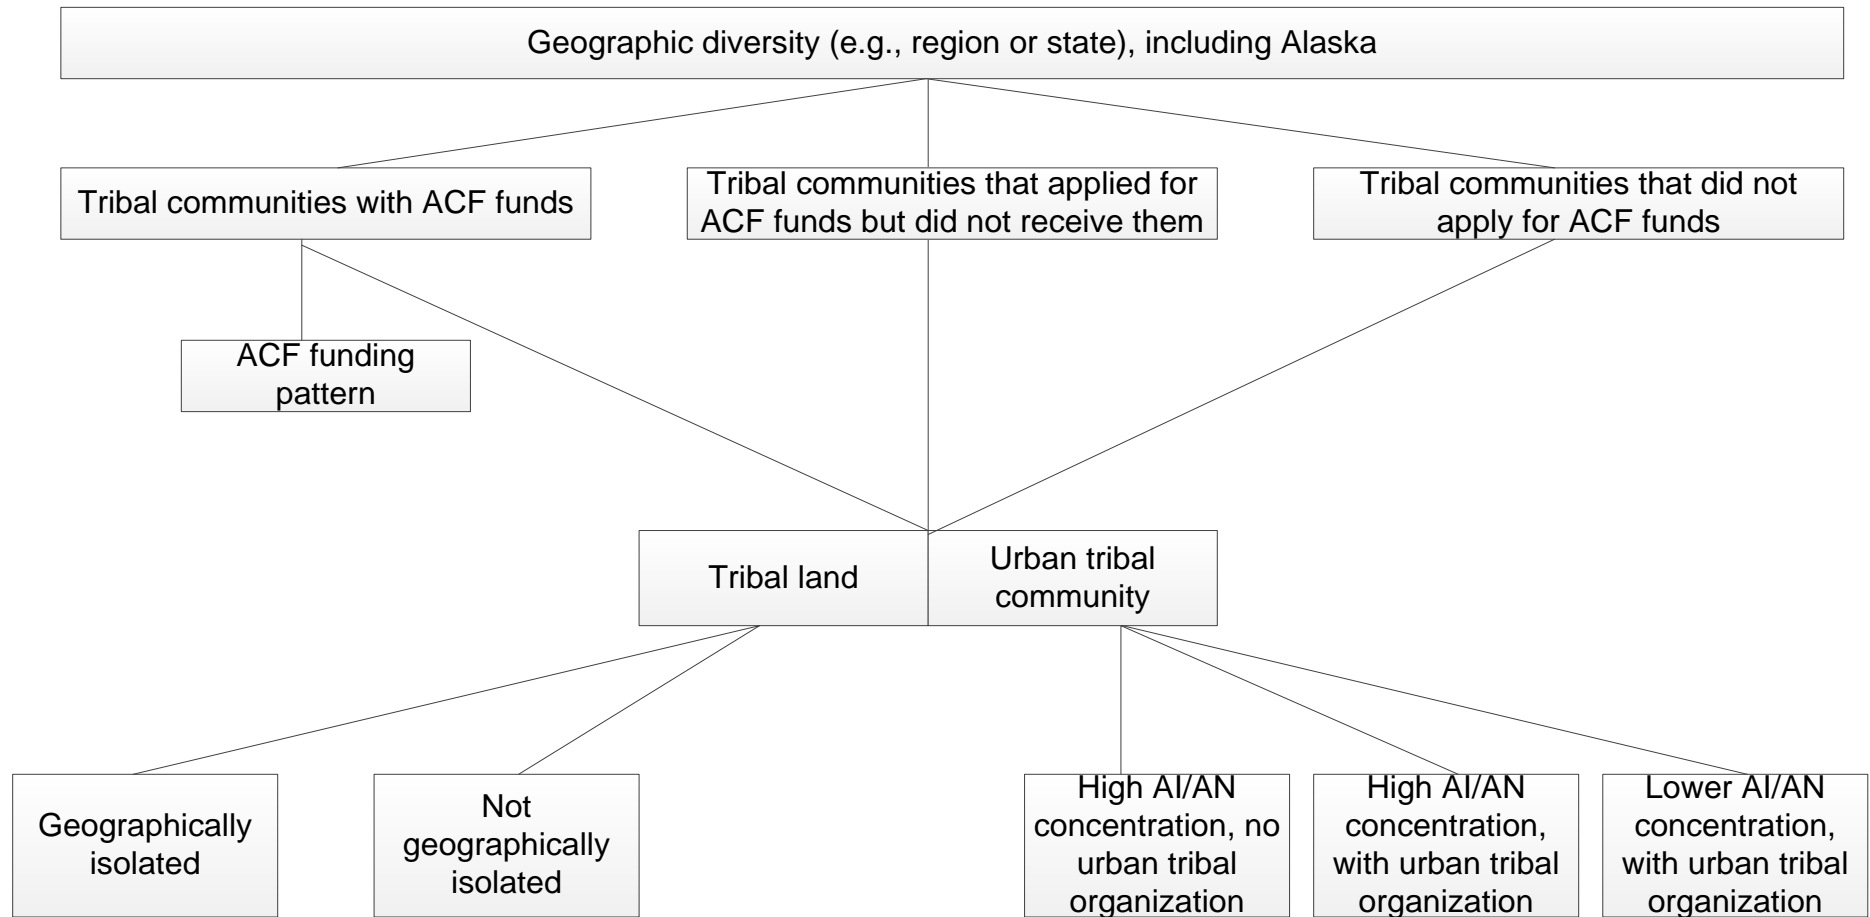 Geographic diversity (e.g., region or state), including Alaska
Tribal communities with ACF funds
Tribal communities that applied for
ACF funds but did not receive them
Tribal communities that did not
apply for ACF funds
ACF funding
pattern
Tribal land
Urban tribal
community
Geographically
isolated
Not
geographically
isolated
High AI/AN
concentration, no
urban tribal
organization
High AI/AN
concentration,
with urban tribal
organization
Lower AI/AN
concentration,
with urban tribal
organization